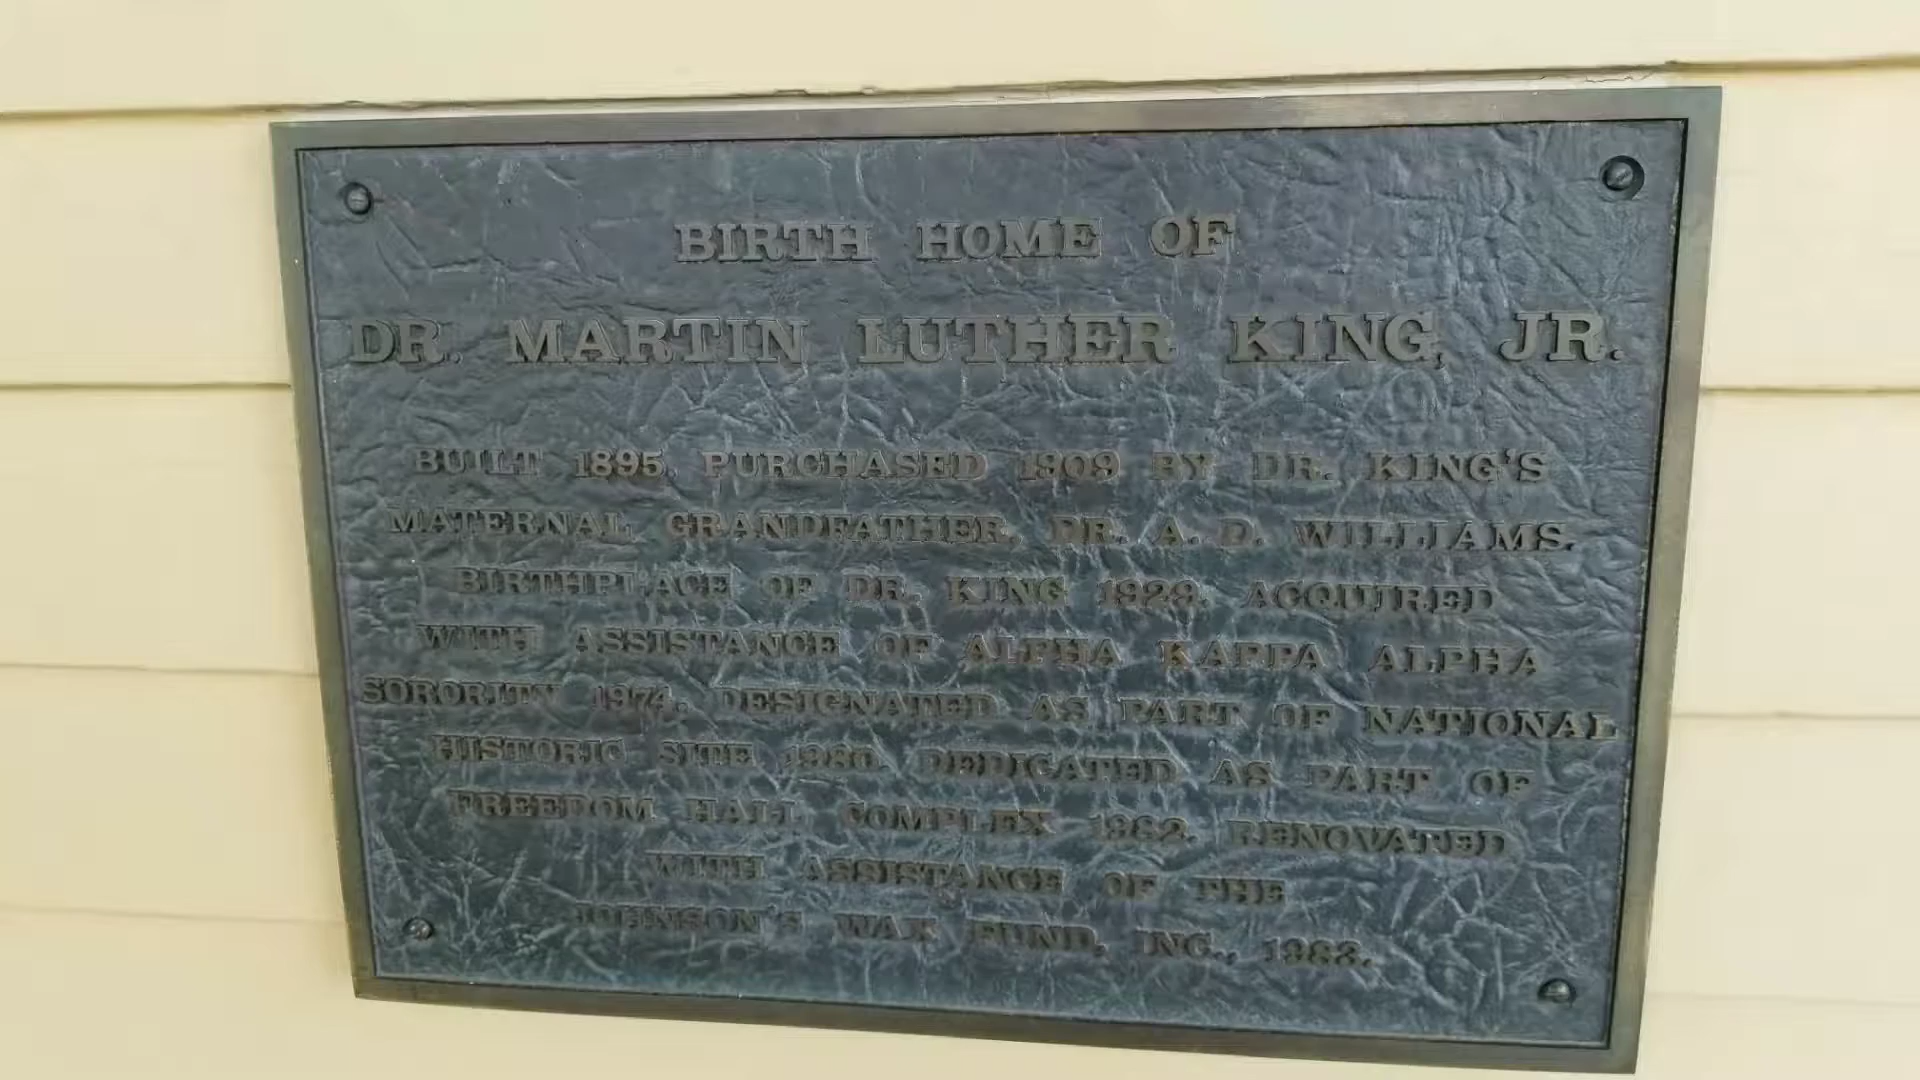 BIRTH HOME OF
DR. MARTIN LUTHER KING, JR.
BUILT 1895. PURCHASED 1909 BY DR. KING'S
MATERNAL GRANDFATHER, DR. A. D. WILLIAMS.
BIRTHPLACE OF DR. KING 1929. ACQUIRED
WITH ASSISTANCE OF ALPHA KAPPA ALPHA
SORORITY 1974. DESIGNATED AS PART OF NATIONAL
HISTORIC SITE 1980. DEDICATED AS PART OF
FREEDOM HALL COMPLEX 1982. RENOVATED
WITH ASSISTANCE OF THE
JOHNSON'S WAX FUND, INC.,